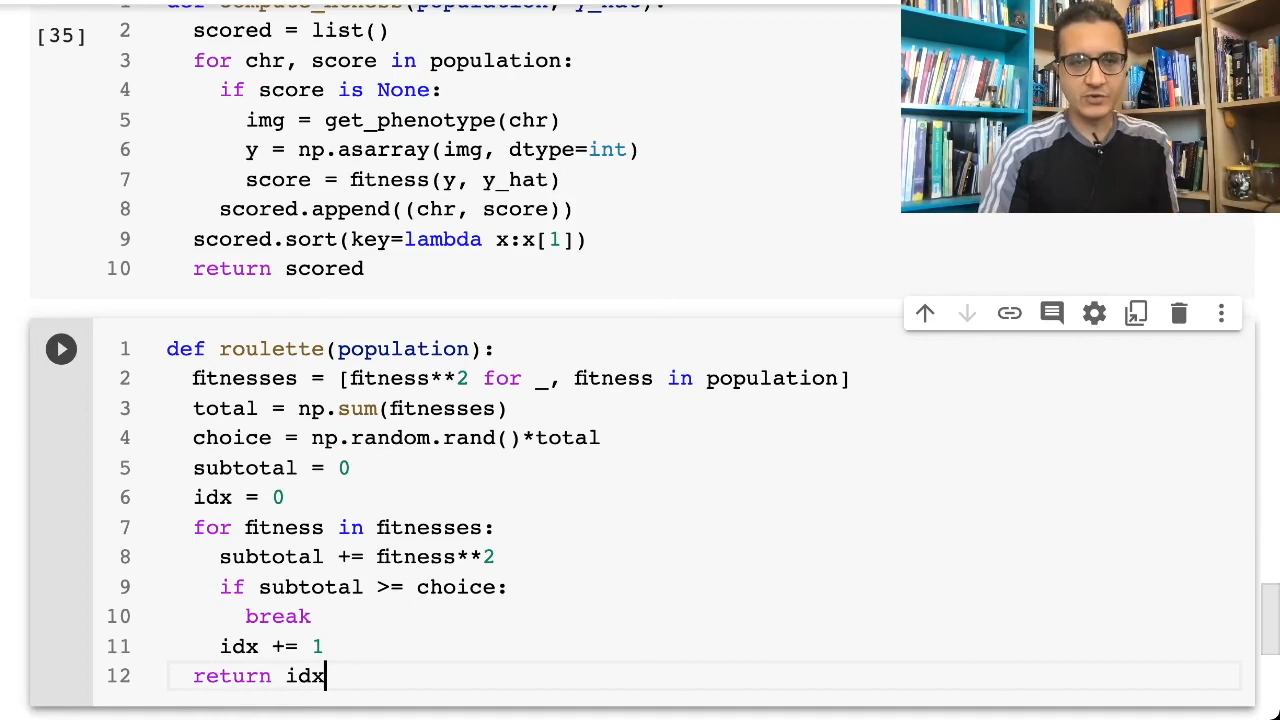 def compute_fitness(population, y_hat):
[35] 2 scored = list()
3 for chr, score in population:
4 if score is None:
5 img = get_phenotype(chr)
6 y = np.asarray(img, dtype=int)
7 score = fitness(y, y_hat)
8 scored.append((chr, score))
9 scored.sort(key=lambda x:x[1])
10 return scored
1 def roulette(population):
2 fitnesses = [fitness**2 for _, fitness in population]
3 total = np.sum(fitnesses)
4 choice = np.random.rand()*total
5 subtotal = 0
6 idx = 0
7 for fitness in fitnesses:
8 subtotal += fitness**2
9 if subtotal >= choice:
10 break
11 idx += 1
12 return idx